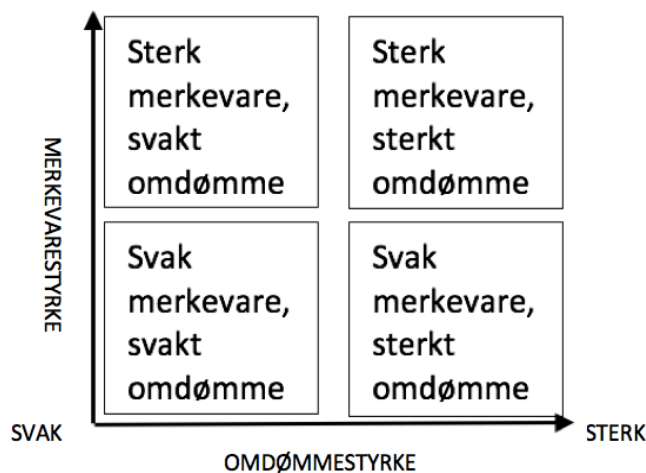 Sterk
merkevare,
svakt
omdømme
Sterk
merkevare,
sterkt
omdømme
MERKEVARESTYRKE
Svak
merkevare,
svakt
omdømme
Svak
merkevare,
sterkt
omdømme
SVAK
STERK
OMDØMMESTYRKE